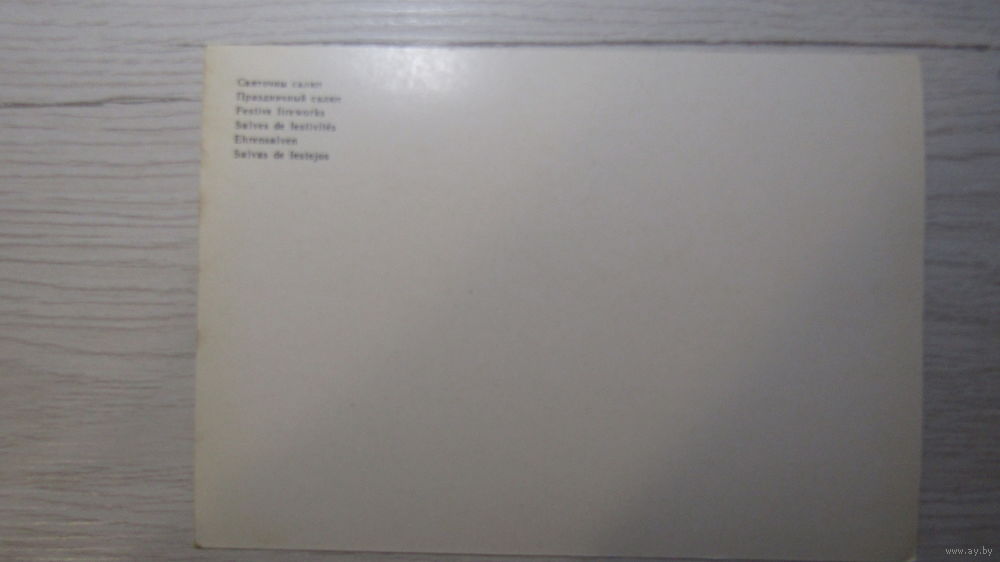 Святочны салют
Праздничный салют
Festive fireworks
Salves de festivités
Ehrensalven
Salvas de festejos
www.ay.by